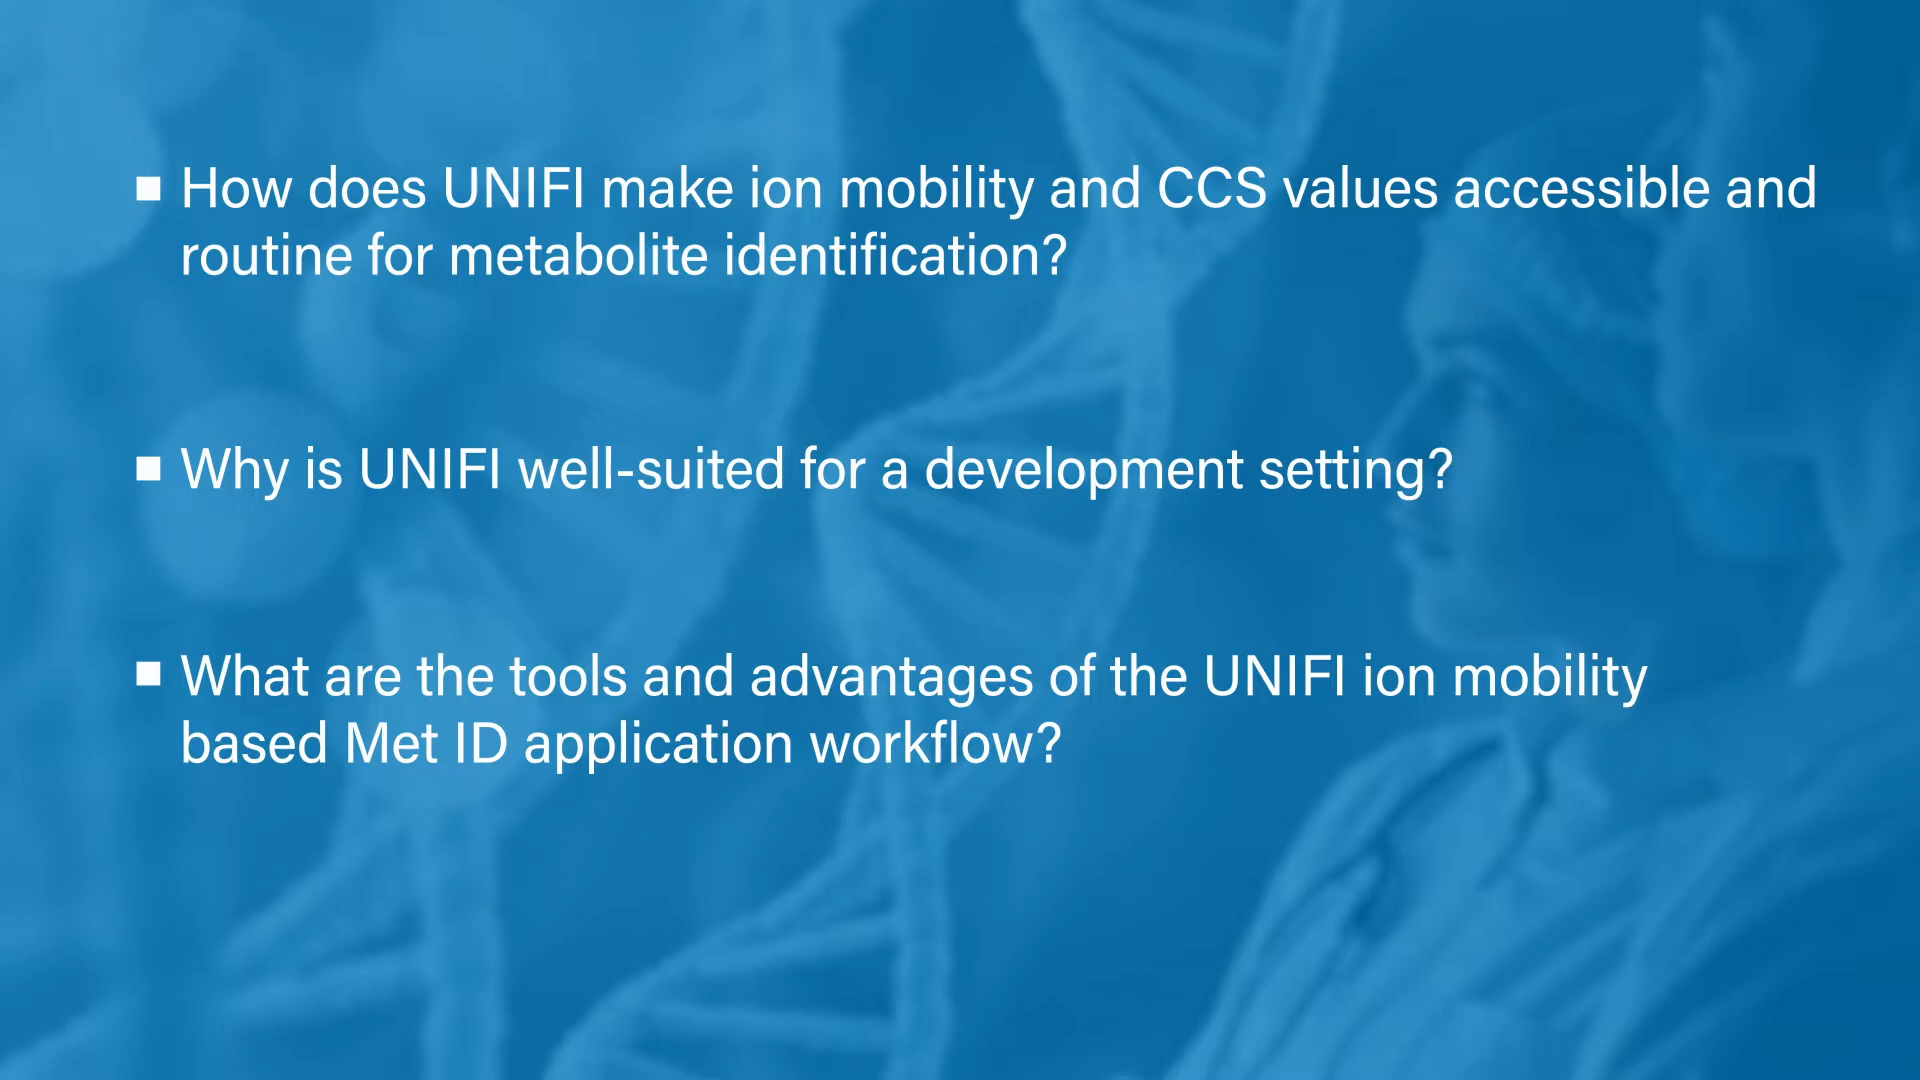 ■ How does UNIFI make ion mobility and CCS values accessible and
routine for metabolite identification?
■ Why is UNIFI well-suited for a development setting?
■ What are the tools and advantages of the UNIFI ion mobility
based Met ID application workflow?